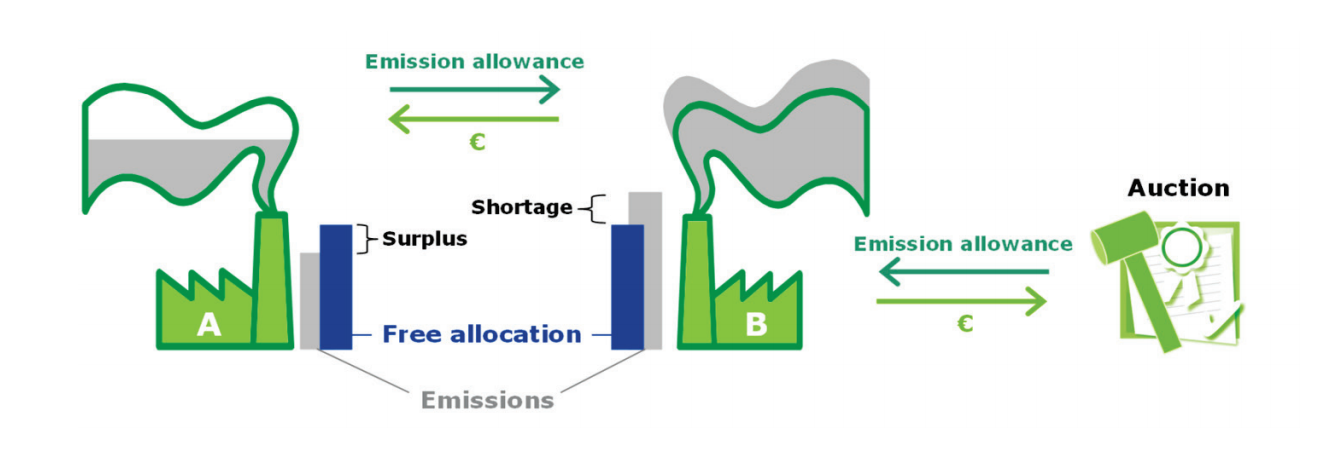 Emission allowance
€
Shortage
Auction
Surplus
Emission allowance
€
A
Free allocation
B
Emissions